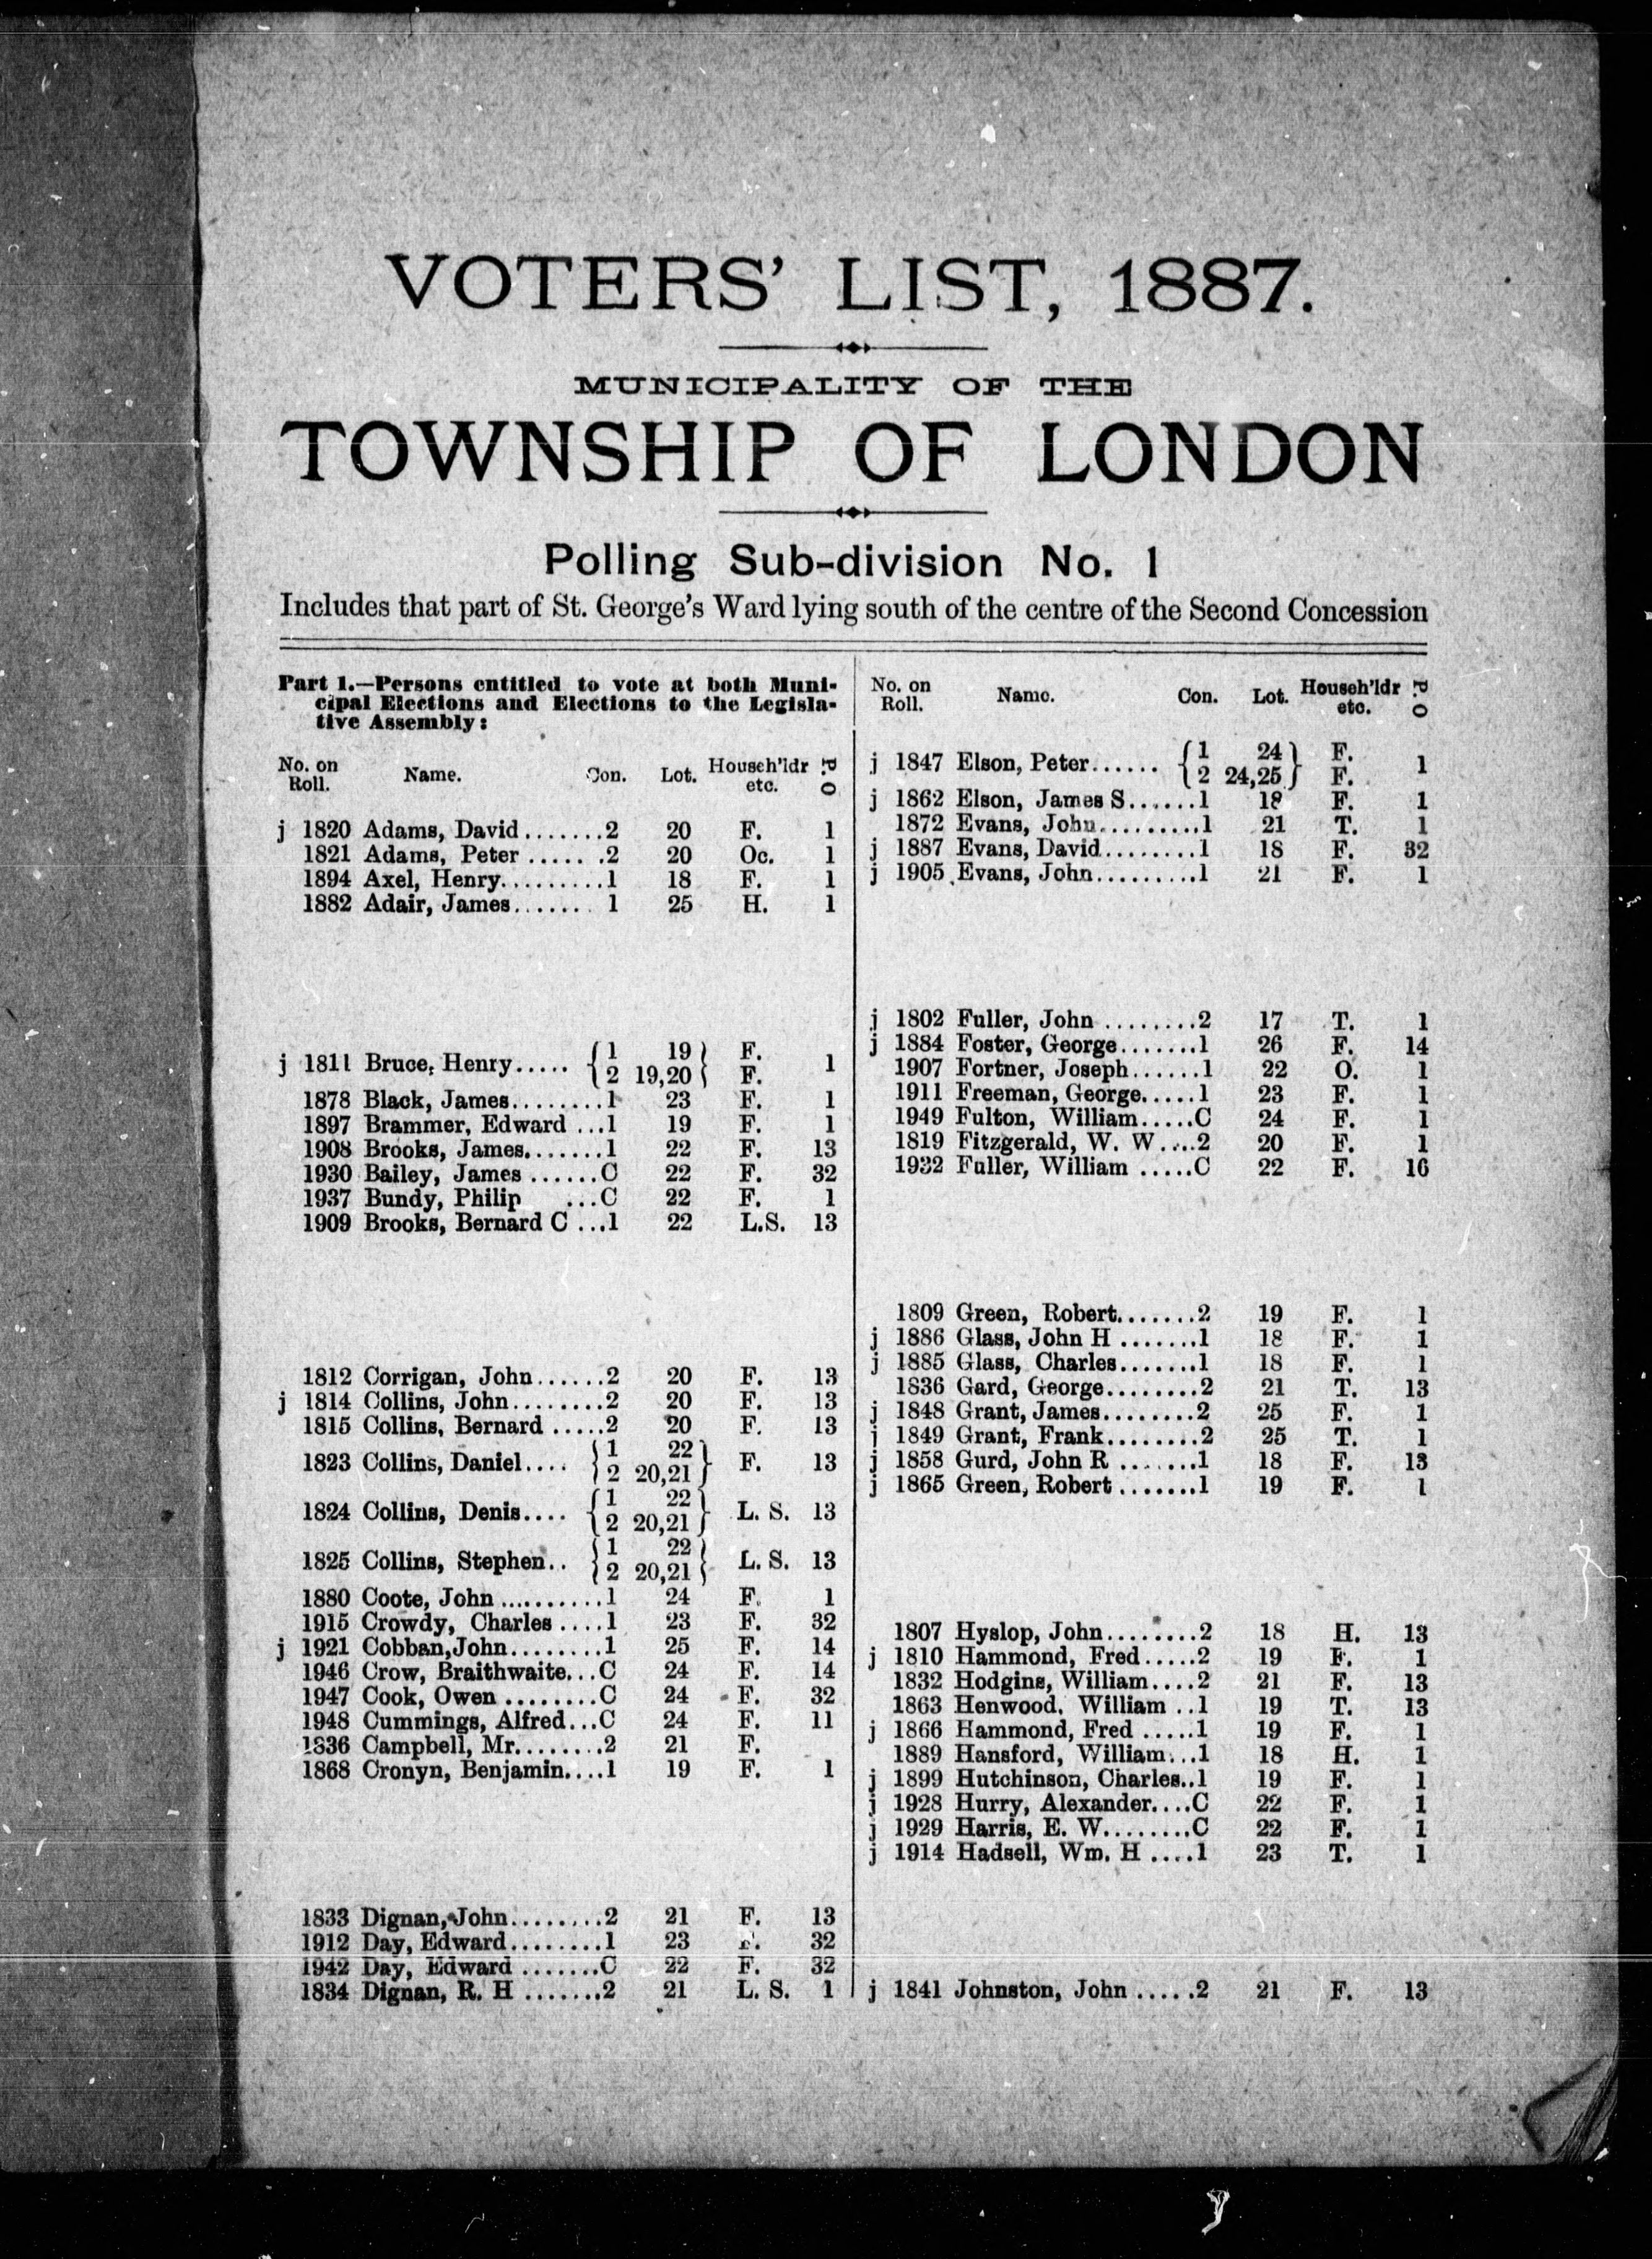 VOTERS' LIST, 1887.
MUNICIPALITY OF THE
TOWNSHIP OF LONDON
Polling Sub-division No. 1
Includes that part of St. George's Ward lying south of the centre of the Second Concession
Part 1.—Persons entitled to vote at both Muni-
cipal Elections and Elections to the Legisla-
tive Assembly:
No. on Roll. Name. Con. Lot. Househ'ldr etc. P.O
j 1820 Adams, David.......2 20 F. 1
1821 Adams, Peter ...... .2 20 Oc. 1
1894 Axel, Henry.........1 18 F. 1
1882 Adair, James....... 1 25 H. 1
j 1811 Bruce, Henry..... {1 19} F. 1
{2 19,20} F.
1878 Black, James........1 23 F. 1
1897 Brammer, Edward ...1 19 F. 1
1908 Brooks, James.......1 22 F. 13
1930 Bailey, James ......C 22 F. 32
1937 Bundy, Philip ...C 22 F. 1
1909 Brooks, Bernard C ...1 22 L.S. 13
1812 Corrigan, John......2 20 F. 13
j 1814 Collins, John........2 20 F. 13
1815 Collins, Bernard .....2 20 F. 13
1823 Collins, Daniel.... {1 22} F. 13
{2 20,21}
1824 Collins, Denis.... {1 22} L. S. 13
{2 20,21}
1825 Collins, Stephen.. {1 22} L. S. 13
{2 20,21}
1880 Coote, John ..........1 24 F. 1
1915 Crowdy, Charles ....1 23 F. 32
j 1921 Cobban,John........1 25 F. 14
1946 Crow, Braithwaite...C 24 F. 14
1947 Cook, Owen ........C 24 F. 32
1948 Cummings, Alfred...C 24 F. 11
1836 Campbell, Mr........2 21 F.
1868 Cronyn, Benjamin....1 19 F. 1
1833 Dignan, John........2 21 F. 13
1912 Day, Edward........1 23 F. 32
1942 Day, Edward .......C 22 F. 32
1834 Dignan, R. H .......2 21 L. S. 1
No. on Roll. Name. Con. Lot. Househ'ldr etc. P.O
j 1847 Elson, Peter...... {1 24} F. 1
{2 24,25} F.
j 1862 Elson, James S......1 18 F. 1
1872 Evans, John.........1 21 T. 1
j 1887 Evans, David........1 18 F. 32
j 1905 Evans, John.........1 21 F. 1
j 1802 Fuller, John ........2 17 T. 1
j 1884 Foster, George.......1 26 F. 14
1907 Fortner, Joseph......1 22 O. 1
1911 Freeman, George.....1 23 F. 1
1949 Fulton, William.....C 24 F. 1
1819 Fitzgerald, W. W....2 20 F. 1
1932 Fuller, William .....C 22 F. 16
1809 Green, Robert.......2 19 F. 1
j 1886 Glass, John H .......1 18 F. 1
j 1885 Glass, Charles.......1 18 F. 1
1836 Gard, George........2 21 T. 13
j 1848 Grant, James........2 25 F. 1
j 1849 Grant, Frank........2 25 T. 1
j 1858 Gurd, John R .......1 18 F. 13
j 1865 Green, Robert .......1 19 F. 1
1807 Hyslop, John........2 18 H. 13
j 1810 Hammond, Fred.....2 19 F. 1
1832 Hodgins, William....2 21 F. 13
1863 Henwood, William ..1 19 T. 13
j 1866 Hammond, Fred .....1 19 F. 1
1889 Hansford, William...1 18 H. 1
j 1899 Hutchinson, Charles..1 19 F. 1
j 1928 Hurry, Alexander....C 22 F. 1
j 1929 Harris, E. W........C 22 F. 1
j 1914 Hadsell, Wm. H ....1 23 T. 1
j 1841 Johnston, John .....2 21 F. 13